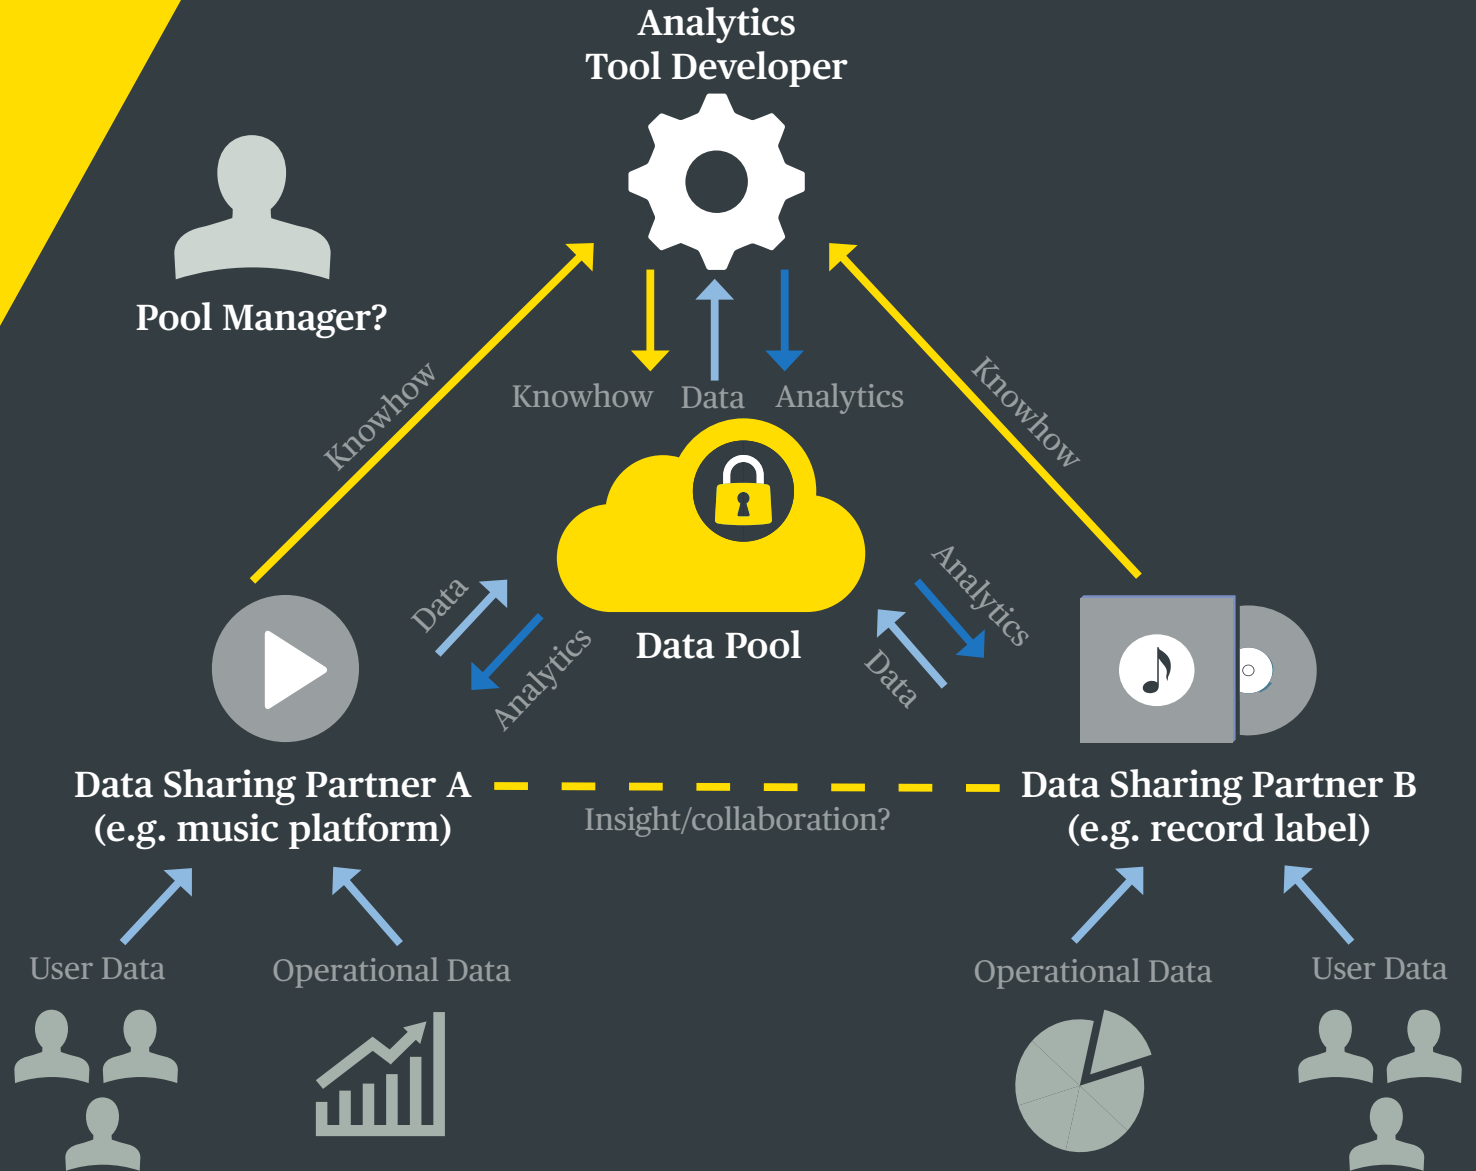 Analytics
Tool Developer
Pool Manager?
Knowhow
Knowhow
Data
Analytics
Knowhow
Data
Analytics
Data Pool
Analytics
Data
Data Sharing Partner A
(e.g. music platform)
Insight/collaboration?
Data Sharing Partner B
(e.g. record label)
User Data
Operational Data
Operational Data
User Data